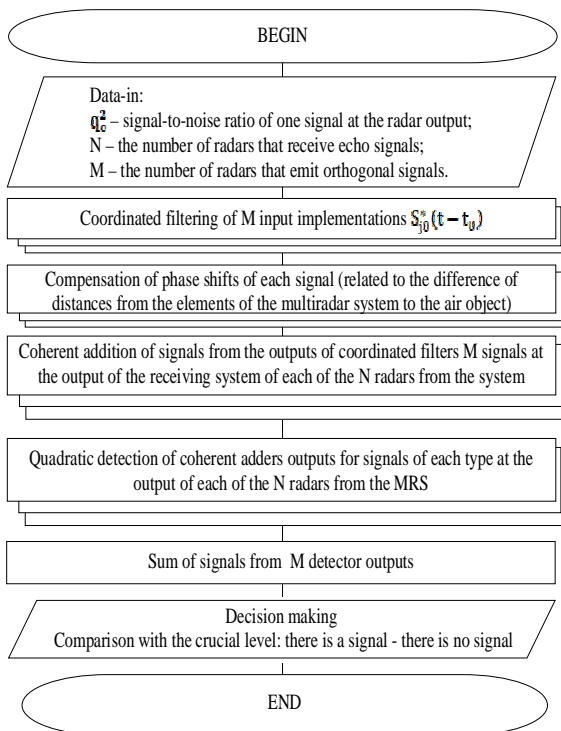 BEGIN
Data-in:
q²ₒ – signal-to-noise ratio of one signal at the radar output;
N – the number of radars that receive echo signals;
M – the number of radars that emit orthogonal signals.
Coordinated filtering of M input implementations S*ⱼ₀(t − tᵢⱼ)
Compensation of phase shifts of each signal (related to the difference of
distances from the elements of the multiradar system to the air object)
Coherent addition of signals from the outputs of coordinated filters M signals at
the output of the receiving system of each of the N radars from the system
Quadratic detection of coherent adders outputs for signals of each type at the
output of each of the N radars from the MRS
Sum of signals from M detector outputs
Decision making
Comparison with the crucial level: there is a signal - there is no signal
END